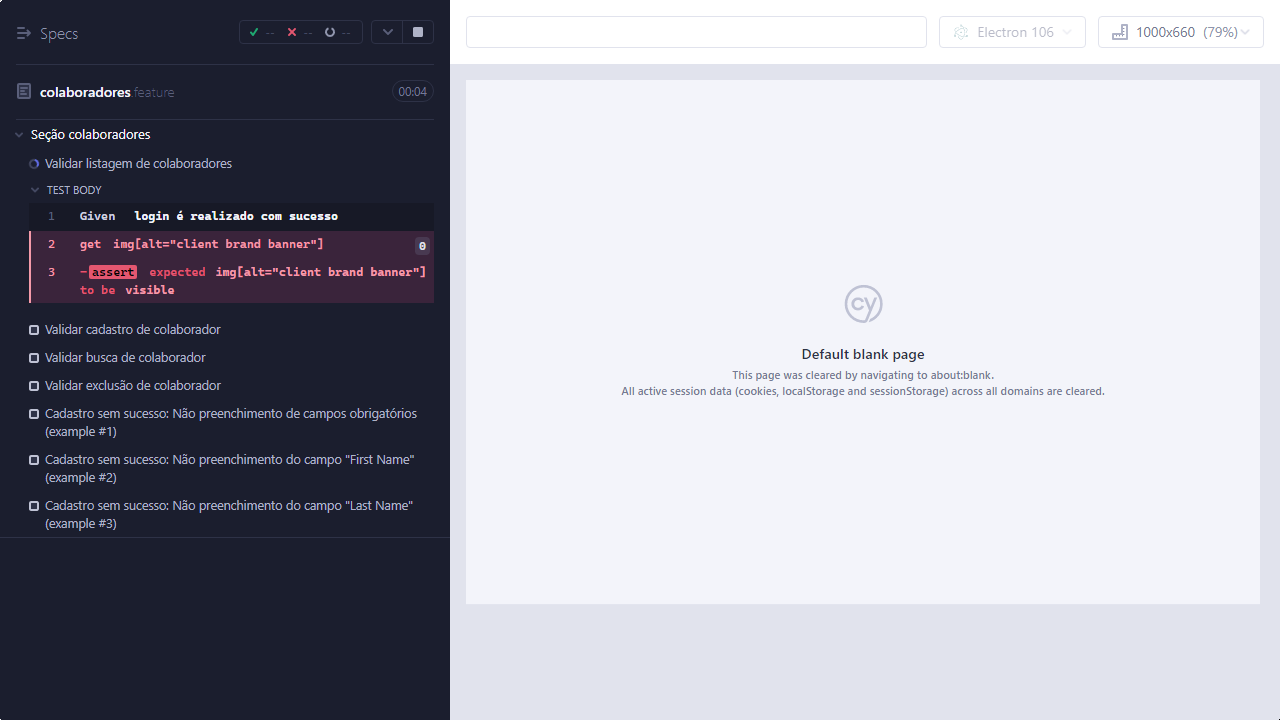 Specs
-- -- --
colaboradores.feature
00:04
Seção colaboradores
Validar listagem de colaboradores
TEST BODY
1 Given login é realizado com sucesso
2 get img[alt="client brand banner"] 0
3 -assert expected img[alt="client brand banner"]
to be visible
Validar cadastro de colaborador
Validar busca de colaborador
Validar exclusão de colaborador
Cadastro sem sucesso: Não preenchimento de campos obrigatórios
(example #1)
Cadastro sem sucesso: Não preenchimento do campo "First Name"
(example #2)
Cadastro sem sucesso: Não preenchimento do campo "Last Name"
(example #3)
Electron 106
1000x660 (79%)
cy
Default blank page
This page was cleared by navigating to about:blank.
All active session data (cookies, localStorage and sessionStorage) across all domains are cleared.